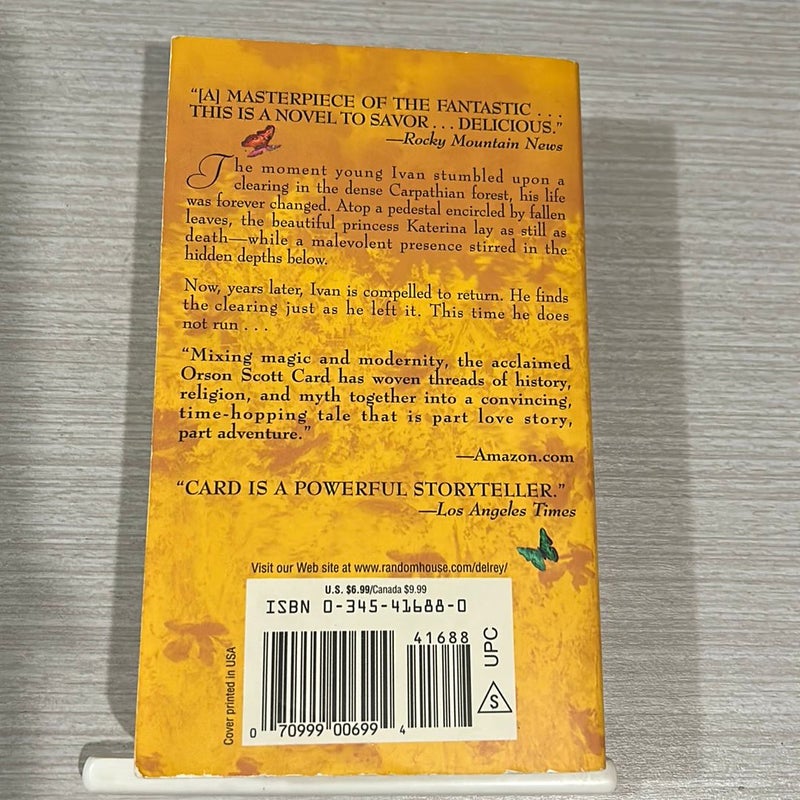 “[A] MASTERPIECE OF THE FANTASTIC . . .
THIS IS A NOVEL TO SAVOR . . . DELICIOUS.”
—Rocky Mountain News
The moment young Ivan stumbled upon a
clearing in the dense Carpathian forest, his life
was forever changed. Atop a pedestal encircled by fallen
leaves, the beautiful princess Katerina lay as still as
death—while a malevolent presence stirred in the
hidden depths below.
Now, years later, Ivan is compelled to return. He finds
the clearing just as he left it. This time he does
not run . . .
“Mixing magic and modernity, the acclaimed
Orson Scott Card has woven threads of history,
religion, and myth together into a convincing,
time-hopping tale that is part love story,
part adventure.”
—Amazon.com
“CARD IS A POWERFUL STORYTELLER.”
—Los Angeles Times
Visit our Web site at www.randomhouse.com/delrey/
U.S. $6.99/Canada $9.99
ISBN 0-345-41688-0
41688
0 70999 00699 4
UPC
S
Cover printed in USA